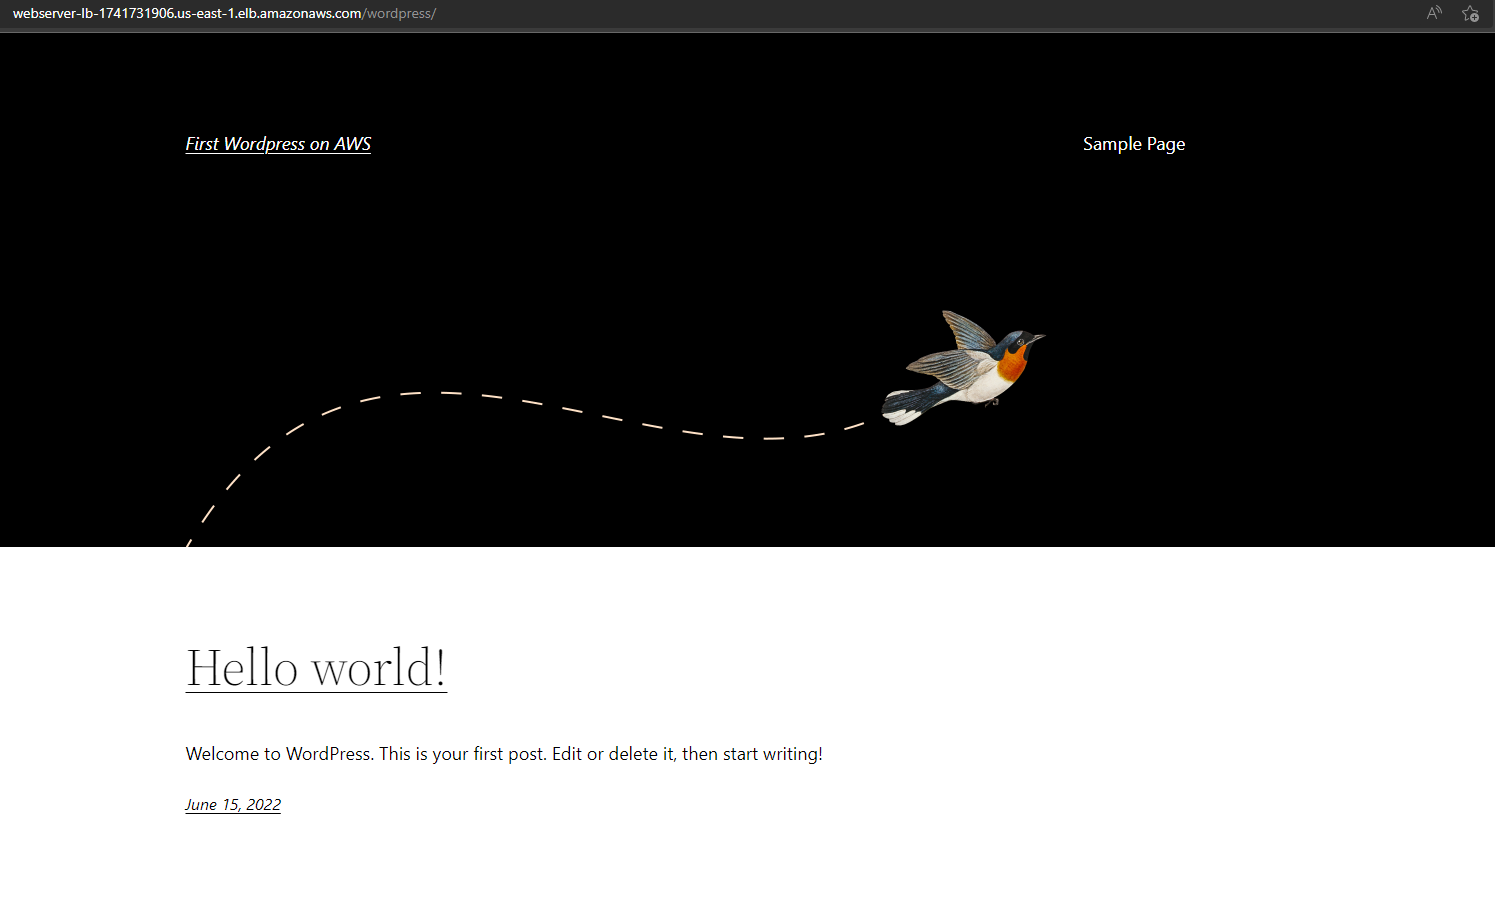 webserver-lb-1741731906.us-east-1.elb.amazonaws.com/wordpress/
First Wordpress on AWS
Sample Page
Hello world!
Welcome to WordPress. This is your first post. Edit or delete it, then start writing!
June 15, 2022